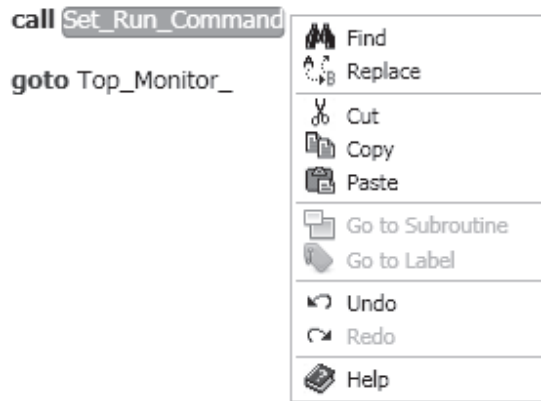 call Set_Run_Command
goto Top_Monitor_
Find
Replace
Cut
Copy
Paste
Go to Subroutine
Go to Label
Undo
Redo
Help